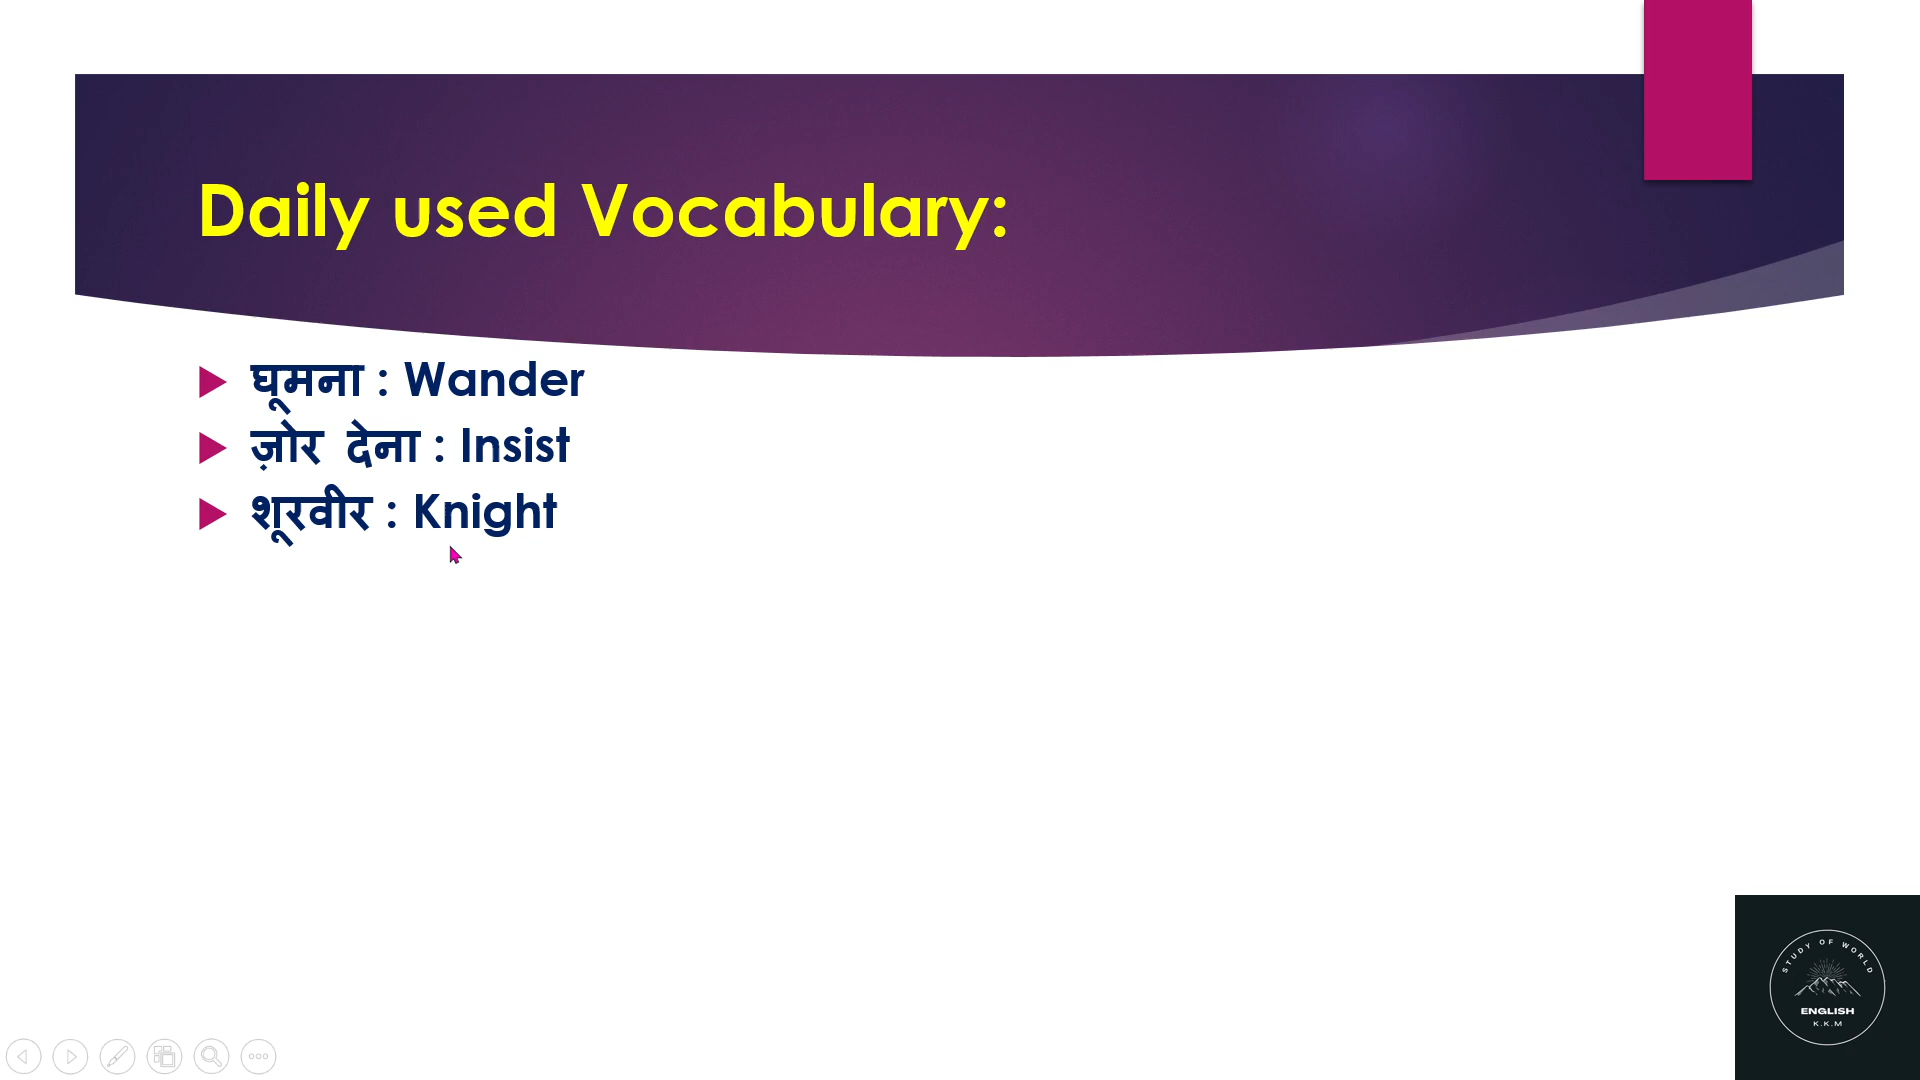 Daily used Vocabulary:
घूमना : Wander
ज़ोर देना : Insist
शूरवीर : Knight
STUDY OF WORLD
ENGLISH
K.K.M